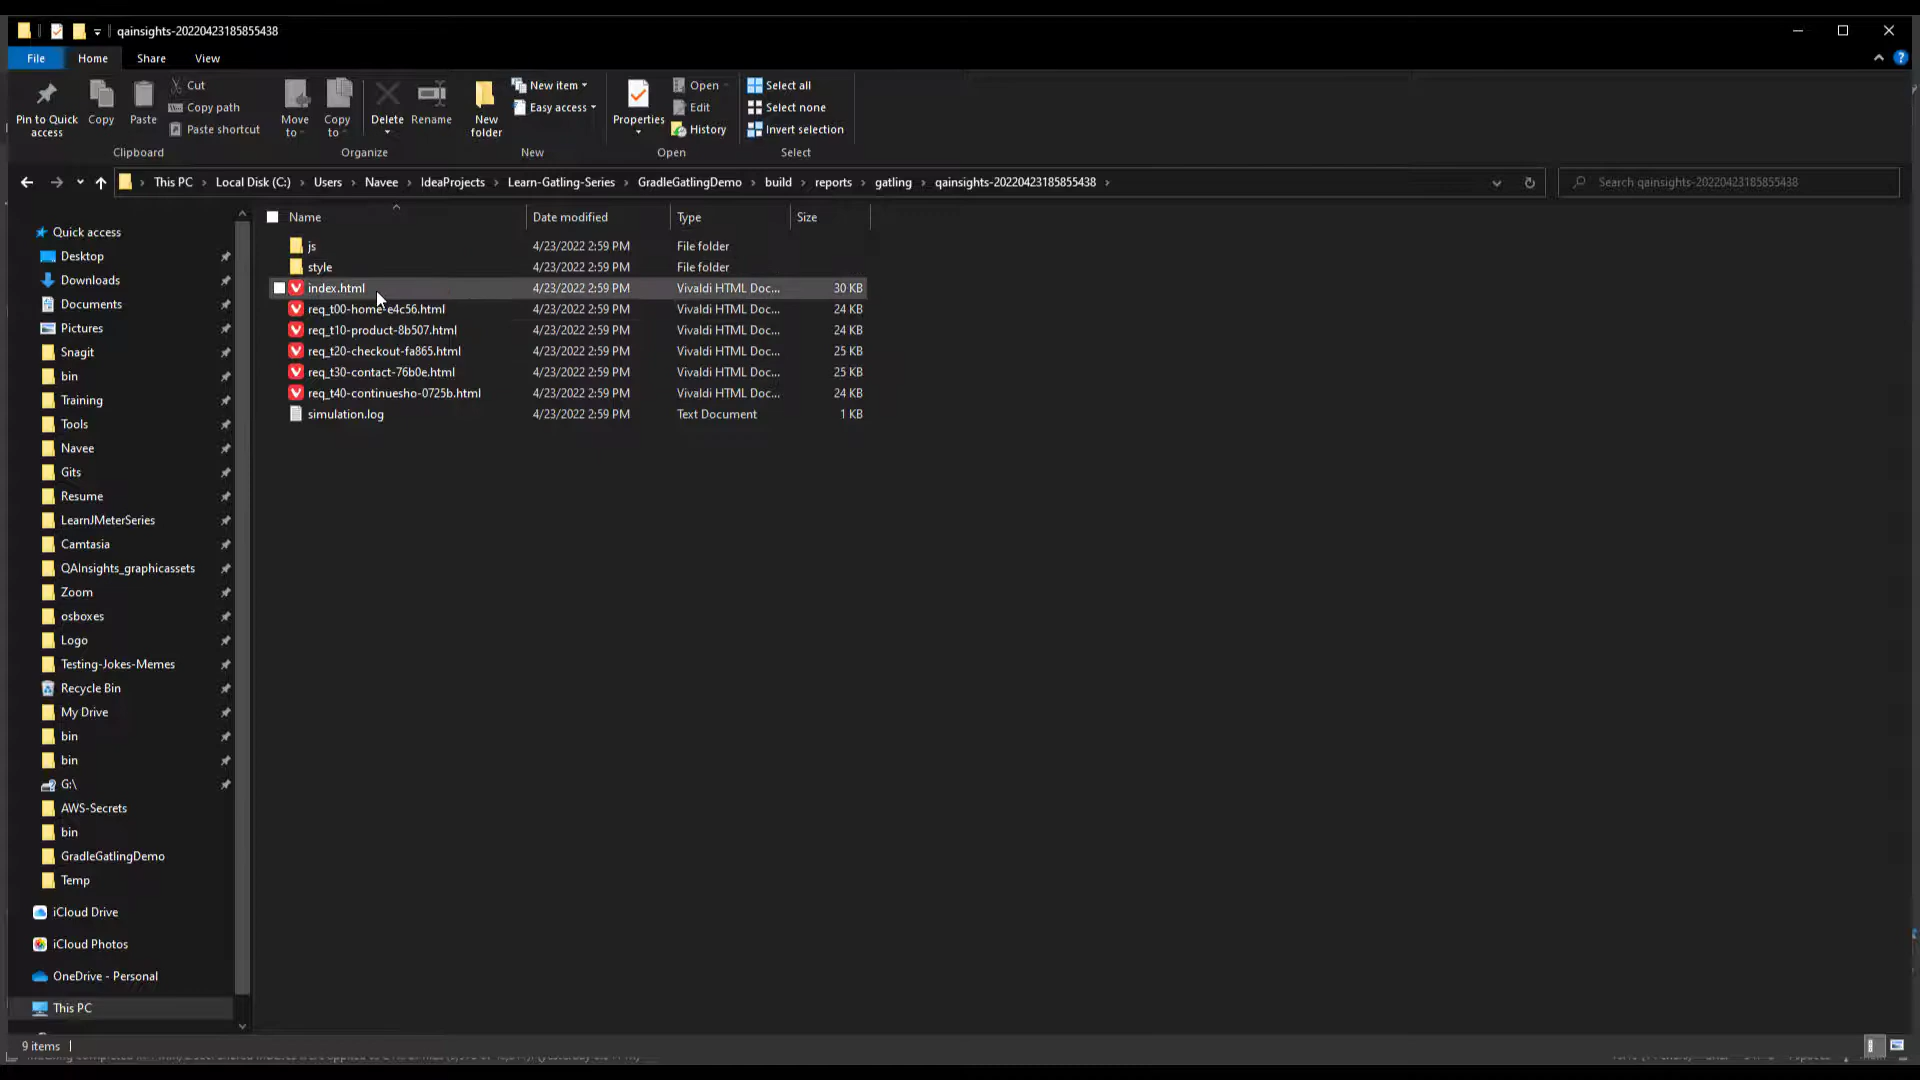 qainsights-20220423185855438
File Home Share View
Pin to Quick access
Copy
Paste
Cut
Copy path
Paste shortcut
Move to
Copy to
Delete
Rename
New folder
New item
Easy access
Properties
Open
Edit
History
Select all
Select none
Invert selection
Clipboard Organize New Open Select
This PC Local Disk (C:) Users Navee IdeaProjects Learn-Gatling-Series GradleGatlingDemo build reports gatling qainsights-20220423185855438
Search qainsights-20220423185855438
Name Date modified Type Size
js 4/23/2022 2:59 PM File folder
style 4/23/2022 2:59 PM File folder
index.html 4/23/2022 2:59 PM Vivaldi HTML Doc... 30 KB
req_t00-home-e4c56.html 4/23/2022 2:59 PM Vivaldi HTML Doc... 24 KB
req_t10-product-8b507.html 4/23/2022 2:59 PM Vivaldi HTML Doc... 24 KB
req_t20-checkout-fa865.html 4/23/2022 2:59 PM Vivaldi HTML Doc... 25 KB
req_t30-contact-76b0e.html 4/23/2022 2:59 PM Vivaldi HTML Doc... 25 KB
req_t40-continuesho-0725b.html 4/23/2022 2:59 PM Vivaldi HTML Doc... 24 KB
simulation.log 4/23/2022 2:59 PM Text Document 1 KB
Quick access
Desktop
Downloads
Documents
Pictures
Snagit
bin
Training
Tools
Navee
Gits
Resume
LearnJMeterSeries
Camtasia
QAInsights_graphicassets
Zoom
osboxes
Logo
Testing-Jokes-Memes
Recycle Bin
My Drive
bin
bin
G:\
AWS-Secrets
bin
GradleGatlingDemo
Temp
iCloud Drive
iCloud Photos
OneDrive - Personal
This PC
9 items